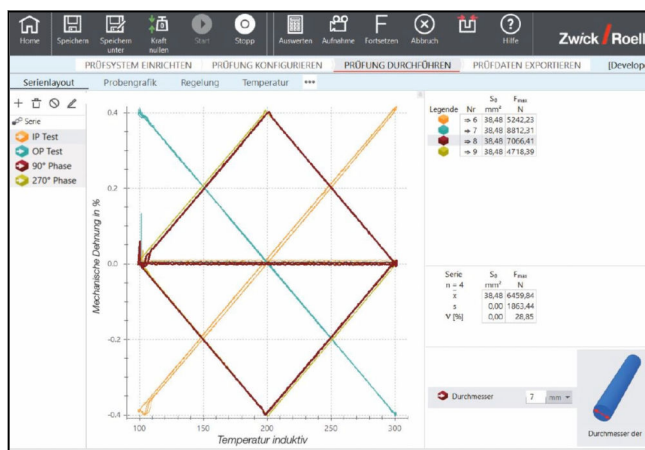 Home
Speichern
Speichern unter
Kraft nullen
Start
Stopp
Auswerten
Aufnahme
Fortsetzen
Abbruch
Hilfe
Zwick / Roell
PRÜFSYSTEM EINRICHTEN
PRÜFUNG KONFIGURIEREN
PRÜFUNG DURCHFÜHREN
PRÜFDATEN EXPORTIEREN
[Develope
Serienlayout
Probengrafik
Regelung
Temperatur
Serie
IP Test
OP Test
90° Phase
270° Phase
Mechanische Dehnung in %
0.4
0.2
0.0
-0.2
-0.4
100 150 200 250 300
Temperatur induktiv
S₀ Fmax
Legende Nr mm² N
⇒ 6 38,48 5242,23
⇒ 7 38,48 8812,31
⇒ 8 38,48 7066,41
⇒ 9 38,48 4718,39
Serie S₀ Fmax
n = 4 mm² N
x̄ 38,48 6459,84
s 0,00 1863,44
V [%] 0,00 28,85
Durchmesser 7 mm
Durchmesser der